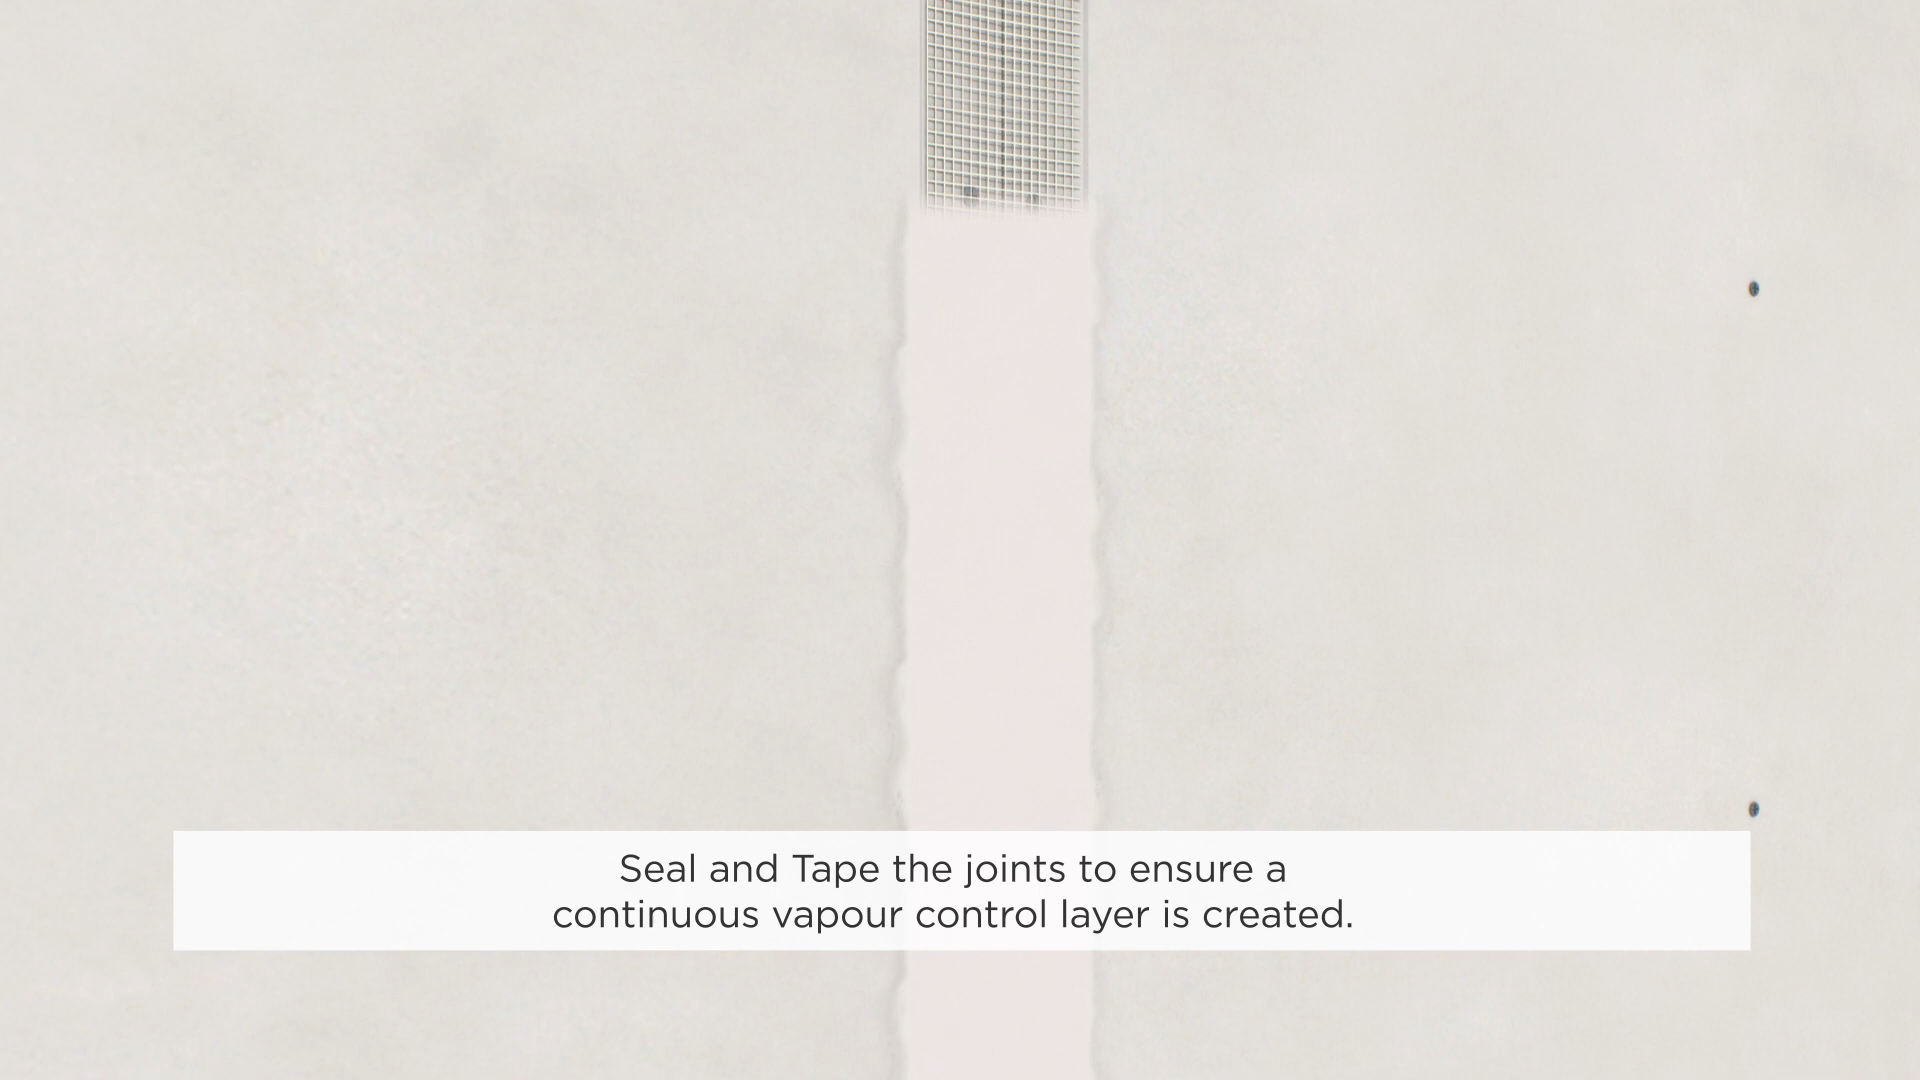 Seal and Tape the joints to ensure a
continuous vapour control layer is created.